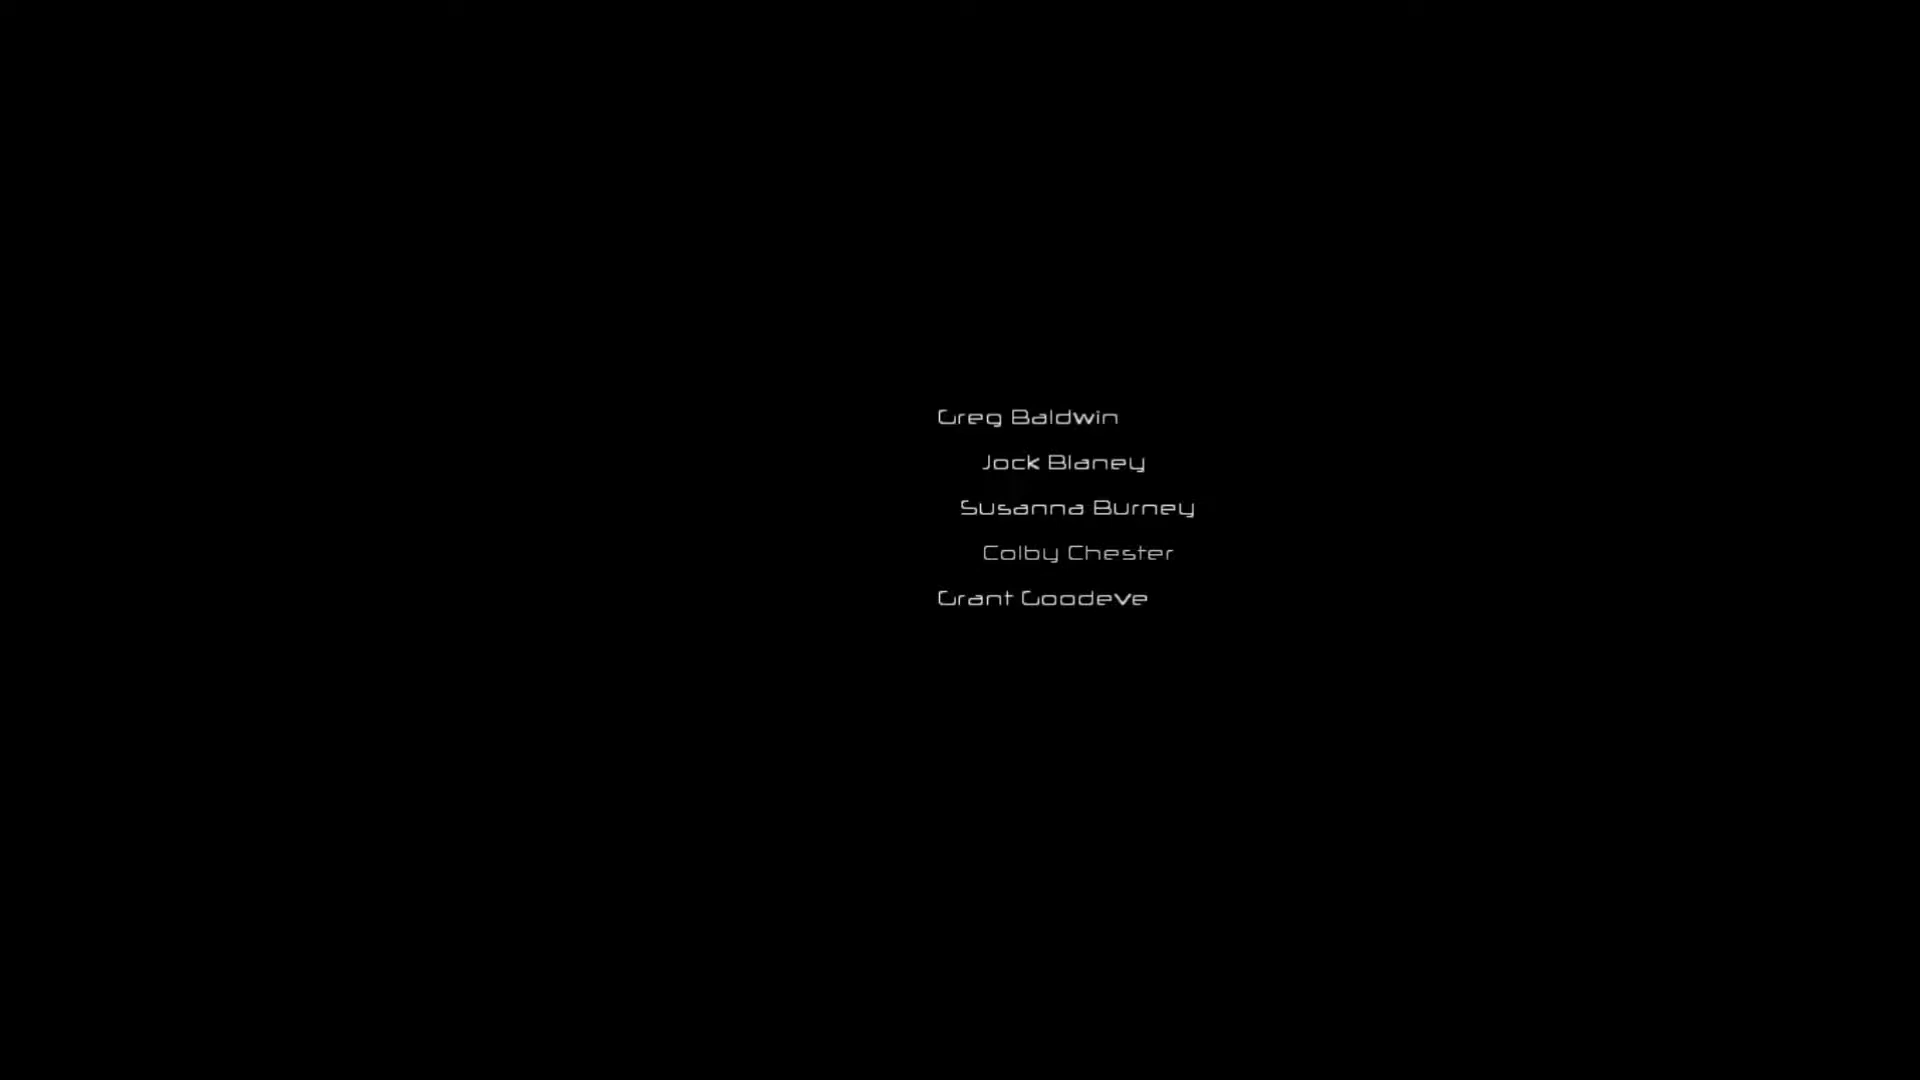 Greg Baldwin
Jock Blaney
Susanna Burney
Colby Chester
Grant Goodeve